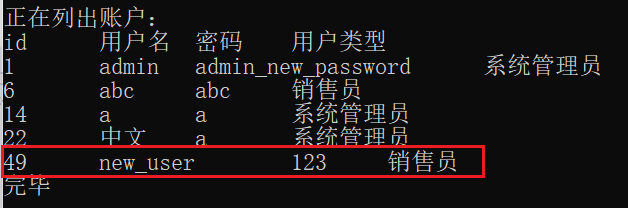 正在列出账户:
id 用户名 密码 用户类型
1 admin admin_new_password 系统管理员
6 abc abc 销售员
14 a a 系统管理员
22 中文 a 系统管理员
49 new_user 123 销售员
完毕